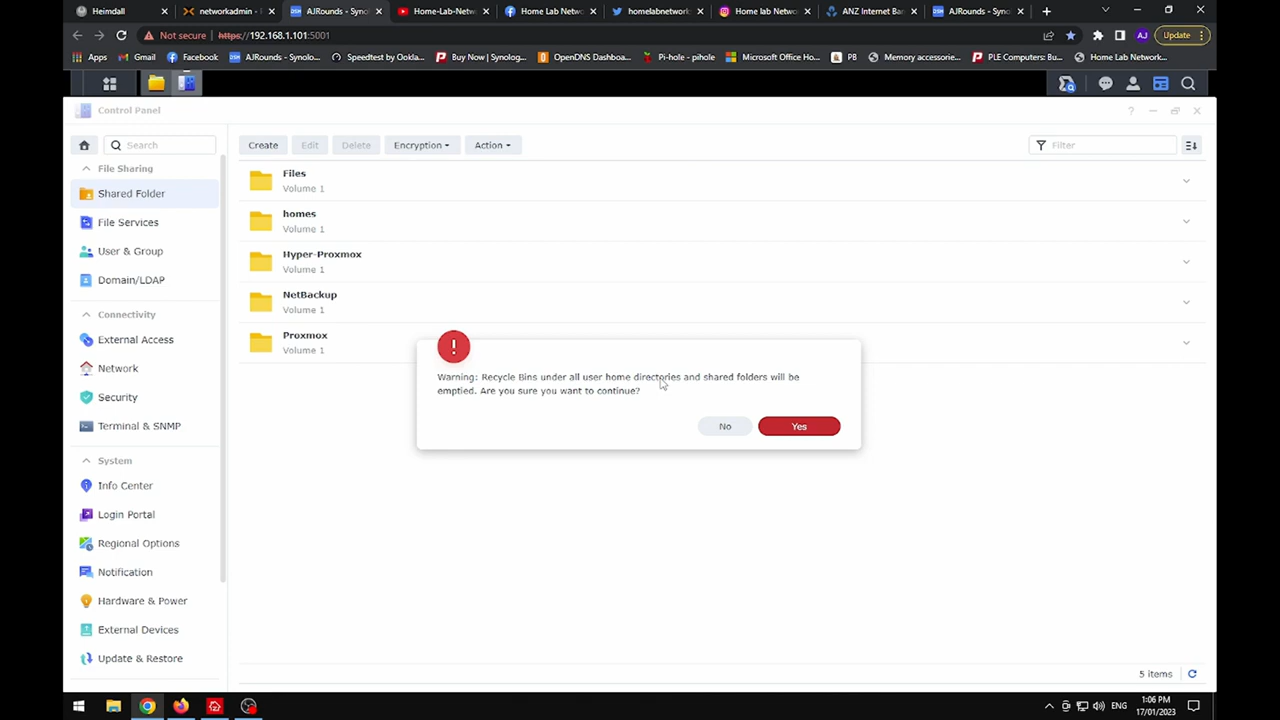 Heimdall
networkadmin - P
AJRounds - Synol
Home-Lab-Netw
Home Lab Netw
homelabnetwork
Home lab Networ
ANZ Internet Ban
AJRounds - Syno
Not secure
https://192.168.1.101:5001
AJ
Update
Apps
Gmail
Facebook
AJRounds - Synolo...
Speedtest by Ookla...
Buy Now | Synolog...
OpenDNS Dashboa...
Pi-hole - pihole
Microsoft Office Ho...
PB
Memory accessorie...
PLE Computers: Bu...
Home Lab Network...
Control Panel
Search
File Sharing
Shared Folder
File Services
User & Group
Domain/LDAP
Connectivity
External Access
Network
Security
Terminal & SNMP
System
Info Center
Login Portal
Regional Options
Notification
Hardware & Power
External Devices
Update & Restore
Create
Edit
Delete
Encryption
Action
Filter
Files
Volume 1
homes
Volume 1
Hyper-Proxmox
Volume 1
NetBackup
Volume 1
Proxmox
Volume 1
Warning: Recycle Bins under all user home directories and shared folders will be
emptied. Are you sure you want to continue?
No
Yes
5 items
ENG
1:06 PM
17/01/2023